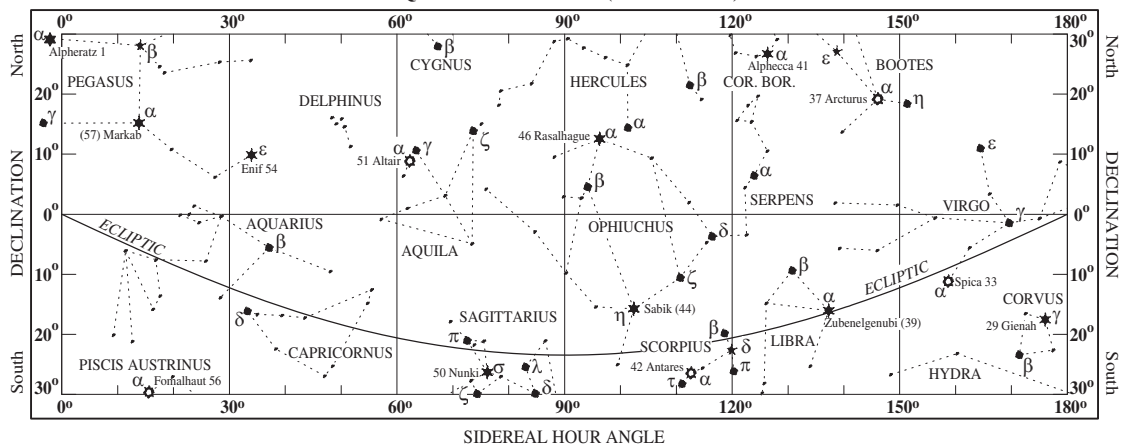 0° 30° 60° 90° 120° 150° 180°
North 30° 30° North
α Alpheratz 1 β β CYGNUS Alphecca 41 α ε BOOTES
PEGASUS HERCULES β COR. BOR.
20° DELPHINUS 37 Arcturus α η 20°
γ α 46 Rasalhague α α
(57) Markab ζ
10° ε α γ 10°
Enif 54 51 Altair β SERPENS α ε
DECLINATION DECLINATION
0° AQUARIUS OPHIUCHUS VIRGO γ 0°
ECLIPTIC β AQUILA δ
10° ζ β ECLIPTIC 10°
α Spica 33
δ η Sabik (44) α CORVUS
Zubenelgenubi (39) 29 Gienah γ
20° SAGITTARIUS β LIBRA 20°
π SCORPIUS δ
PISCIS AUSTRINUS CAPRICORNUS 50 Nunki σ λ 42 Antares π β
South α Fomalhaut 56 τ α HYDRA South
30° ζ δ 30°
0° 30° 60° 90° 120° 150° 180°
SIDEREAL HOUR ANGLE